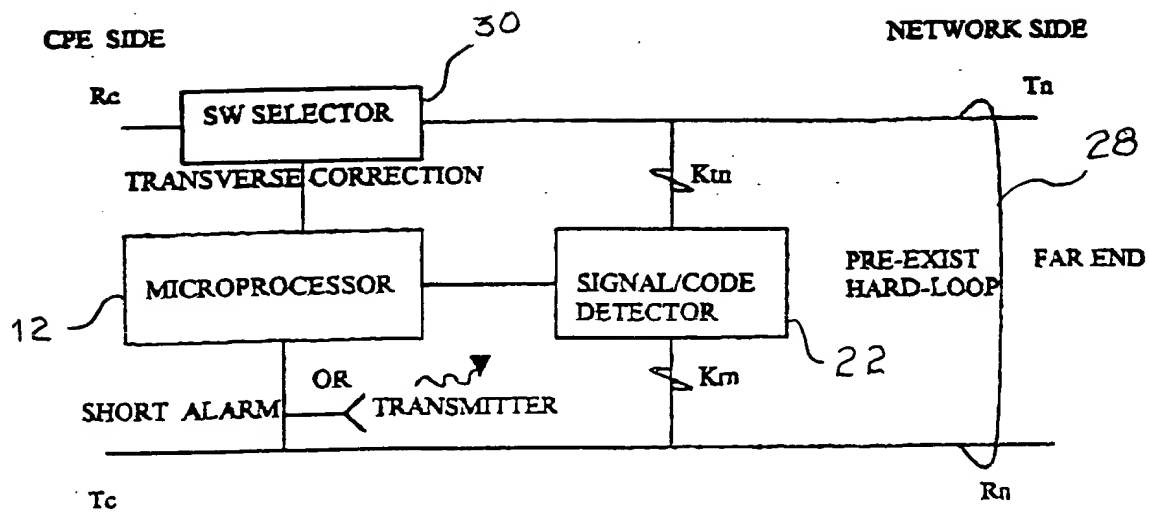 CPE SIDE
30
NETWORK SIDE
Rc
SW SELECTOR
Tn
28
TRANSVERSE CORRECTION
Ktn
MICROPROCESSOR
SIGNAL/CODE
DETECTOR
PRE-EXIST
HARD-LOOP
FAR END
12
22
OR
Krn
SHORT ALARM
TRANSMITTER
Tc
Rn